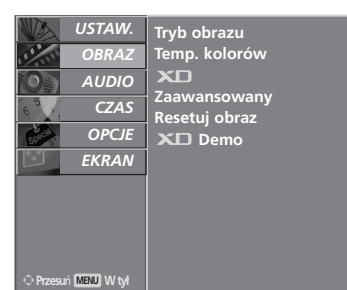 USTAW.
OBRAZ
AUDIO
CZAS
OPCJE
EKRAN
Przesuń MENU W tył
Tryb obrazu
Temp. kolorów
XD
Zaawansowany
Resetuj obraz
XD Demo